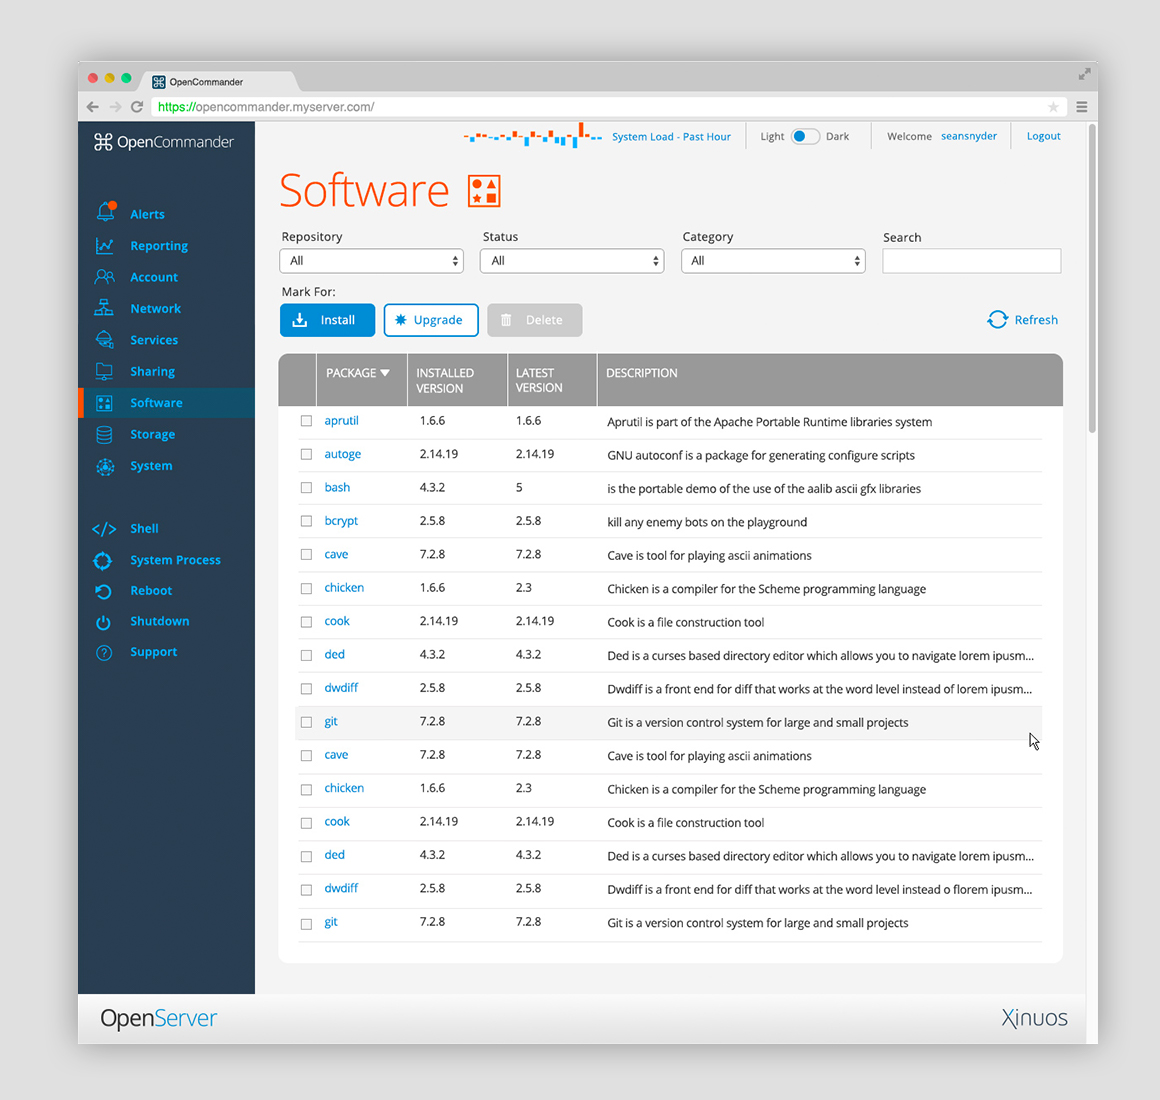 OpenCommander
https://opencommander.myserver.com/
OpenCommander
System Load - Past Hour
Light
Dark
Welcome seansnyder
Logout
Alerts
Reporting
Account
Network
Services
Sharing
Software
Storage
System
Shell
System Process
Reboot
Shutdown
Support
Software
Repository Status Category Search
All All All
Mark For:
Install Upgrade Delete Refresh
PACKAGE INSTALLED VERSION LATEST VERSION DESCRIPTION
aprutil 1.6.6 1.6.6 Aprutil is part of the Apache Portable Runtime libraries system
autoge 2.14.19 2.14.19 GNU autoconf is a package for generating configure scripts
bash 4.3.2 5 is the portable demo of the use of the aalib ascii gfx libraries
bcrypt 2.5.8 2.5.8 kill any enemy bots on the playground
cave 7.2.8 7.2.8 Cave is tool for playing ascii animations
chicken 1.6.6 2.3 Chicken is a compiler for the Scheme programming language
cook 2.14.19 2.14.19 Cook is a file construction tool
ded 4.3.2 4.3.2 Ded is a curses based directory editor which allows you to navigate lorem ipusm...
dwdiff 2.5.8 2.5.8 Dwdiff is a front end for diff that works at the word level instead of lorem ipusm...
git 7.2.8 7.2.8 Git is a version control system for large and small projects
cave 7.2.8 7.2.8 Cave is tool for playing ascii animations
chicken 1.6.6 2.3 Chicken is a compiler for the Scheme programming language
cook 2.14.19 2.14.19 Cook is a file construction tool
ded 4.3.2 4.3.2 Ded is a curses based directory editor which allows you to navigate lorem ipusm...
dwdiff 2.5.8 2.5.8 Dwdiff is a front end for diff that works at the word level instead o florem ipusm...
git 7.2.8 7.2.8 Git is a version control system for large and small projects
OpenServer
Xinuos